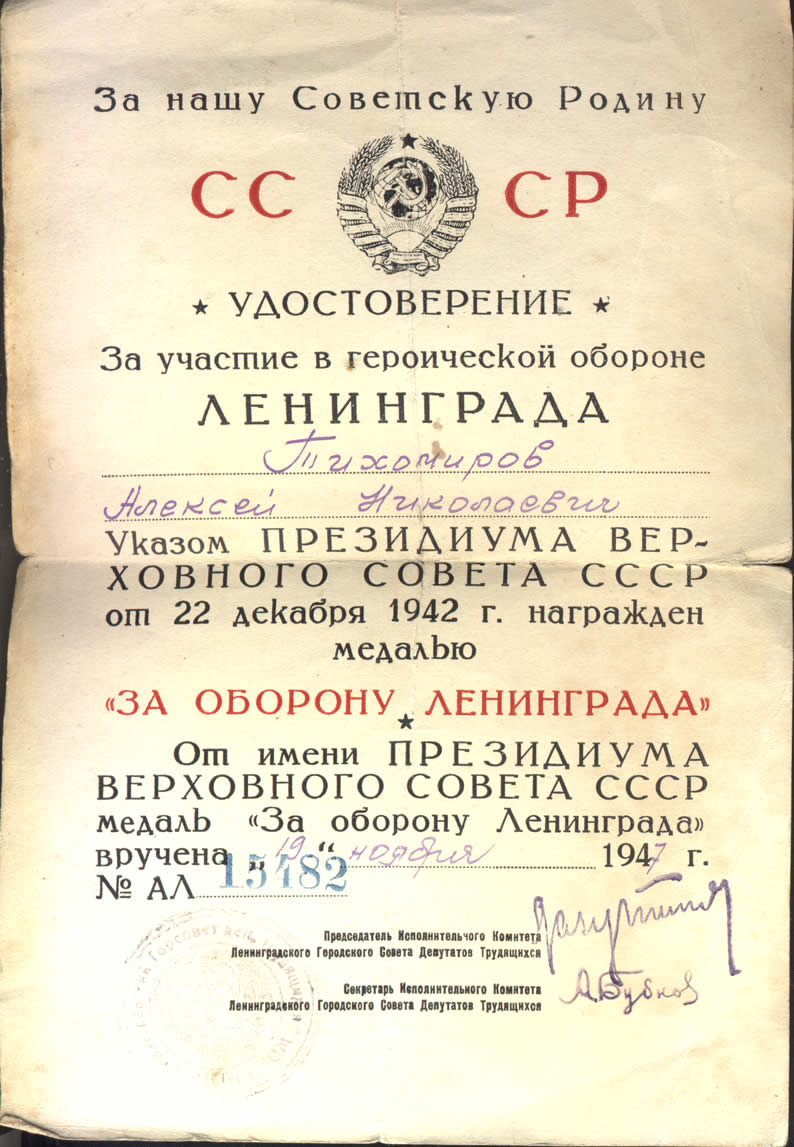 За нашу Советскую Родину
СС СР
УДОСТОВЕРЕНИЕ
За участие в героической обороне
ЛЕНИНГРАДА
Тихомиров
Алексей Николаевич
Указом ПРЕЗИДИУМА ВЕР-
ХОВНОГО СОВЕТА СССР
от 22 декабря 1942 г. награжден
медалью
«ЗА ОБОРОНУ ЛЕНИНГРАДА»
От имени ПРЕЗИДИУМА
ВЕРХОВНОГО СОВЕТА СССР
медаль «За оборону Ленинграда»
вручена „19“ ноября 1947 г.
№ АЛ 15482
Председатель Исполнительного Комитета
Ленинградского Городского Совета Депутатов Трудящихся
Секретарь Исполнительного Комитета
Ленинградского Городского Совета Депутатов Трудящихся
А.Бубнов